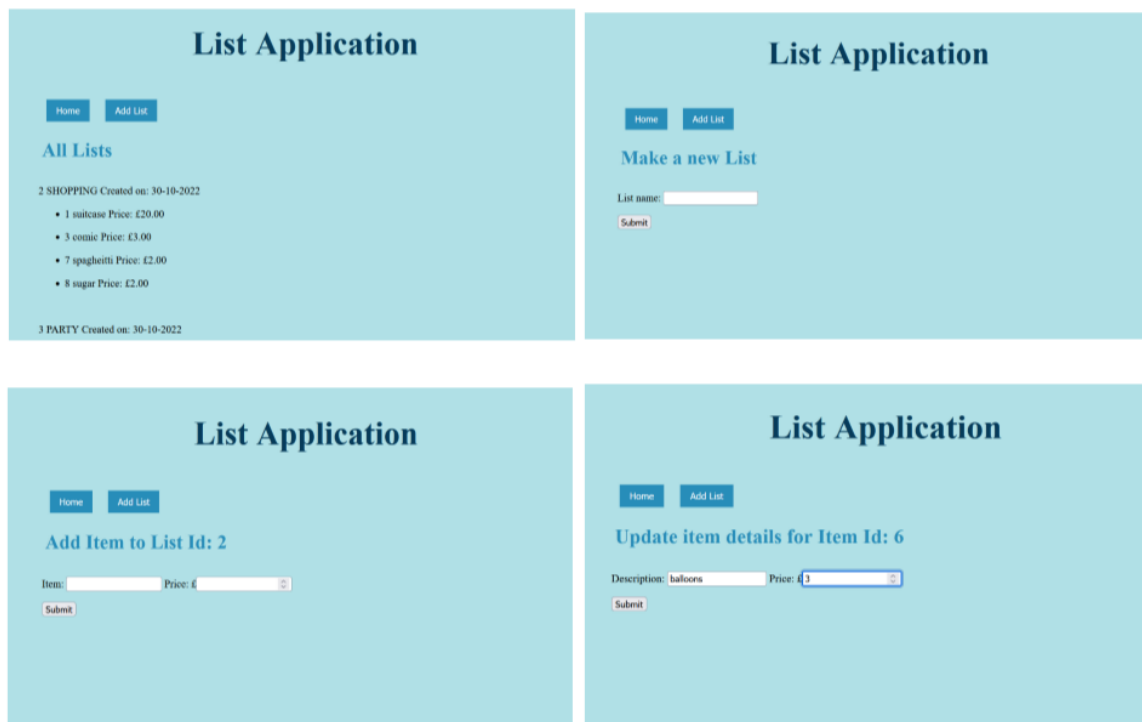 List Application
Home Add List
All Lists
2 SHOPPING Created on: 30-10-2022
• 1 suitcase Price: £20.00
• 3 comic Price: £3.00
• 7 spagheitti Price: £2.00
• 8 sugar Price: £2.00
3 PARTY Created on: 30-10-2022
List Application
Home Add List
Make a new List
List name:
Submit
List Application
Home Add List
Add Item to List Id: 2
Item: Price: £
Submit
List Application
Home Add List
Update item details for Item Id: 6
Description: balloons Price: £3
Submit